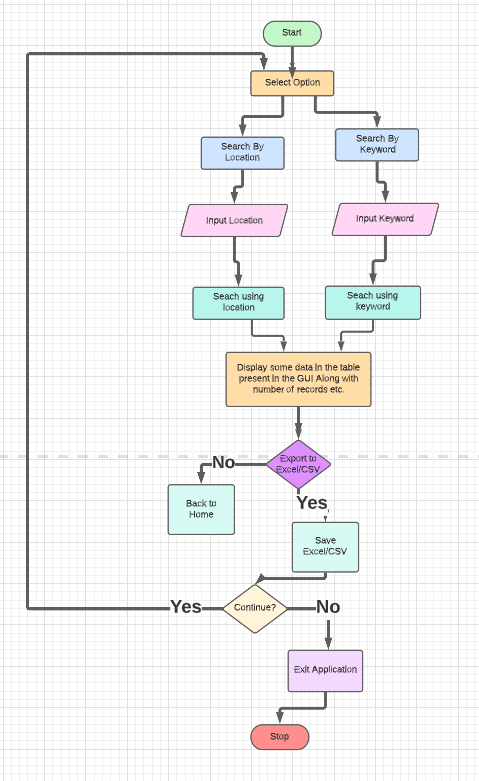 Start
Select Option
Search By
Location
Search By
Keyword
Input Location
Input Keyword
Seach using
location
Seach using
keyword
Display some data in the table
present in the GUI Along with
number of records etc.
Export to
Excel/CSV
No
Back to
Home
Yes
Save
Excel/CSV
Yes
Continue?
No
Exit Application
Stop